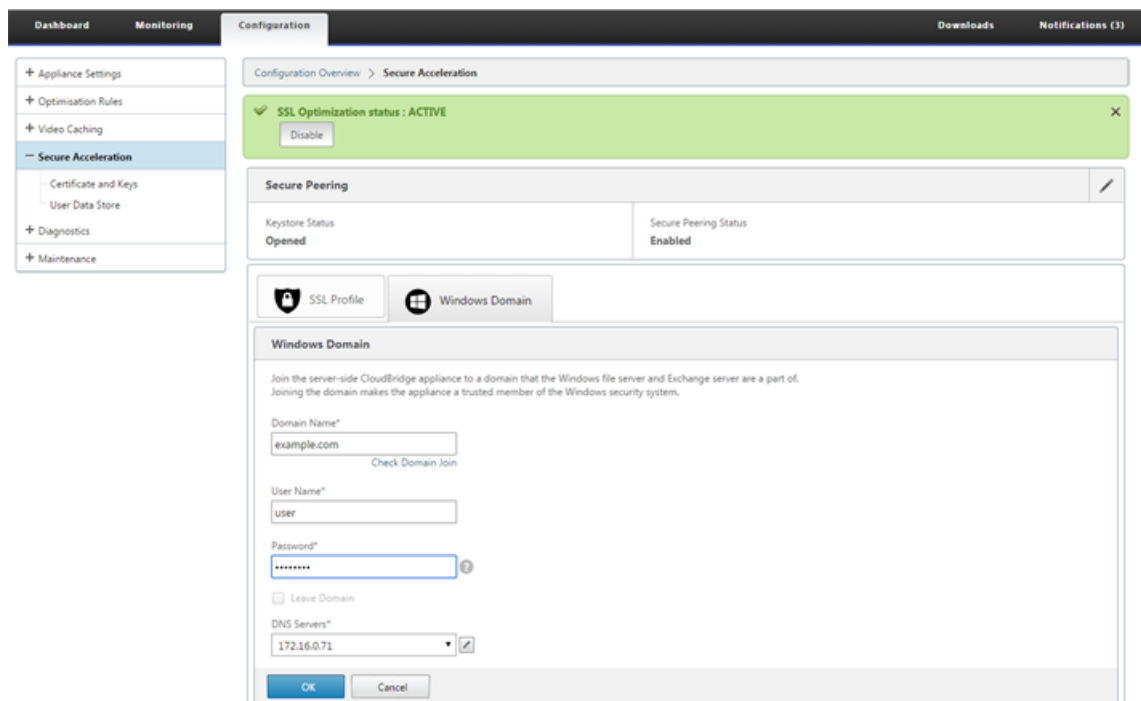 Dashboard Monitoring Configuration Downloads Notifications (3)
+ Appliance Settings
+ Optimisation Rules
+ Video Caching
− Secure Acceleration
Certificate and Keys
User Data Store
+ Diagnostics
+ Maintenance
Configuration Overview > Secure Acceleration
SSL Optimization status : ACTIVE
Disable
Secure Peering
Keystore Status
Opened
Secure Peering Status
Enabled
SSL Profile
Windows Domain
Windows Domain
Join the server-side CloudBridge appliance to a domain that the Windows file server and Exchange server are a part of.
Joining the domain makes the appliance a trusted member of the Windows security system.
Domain Name*
example.com
Check Domain Join
User Name*
user
Password*
••••••••
Leave Domain
DNS Servers*
172.16.0.71
OK Cancel